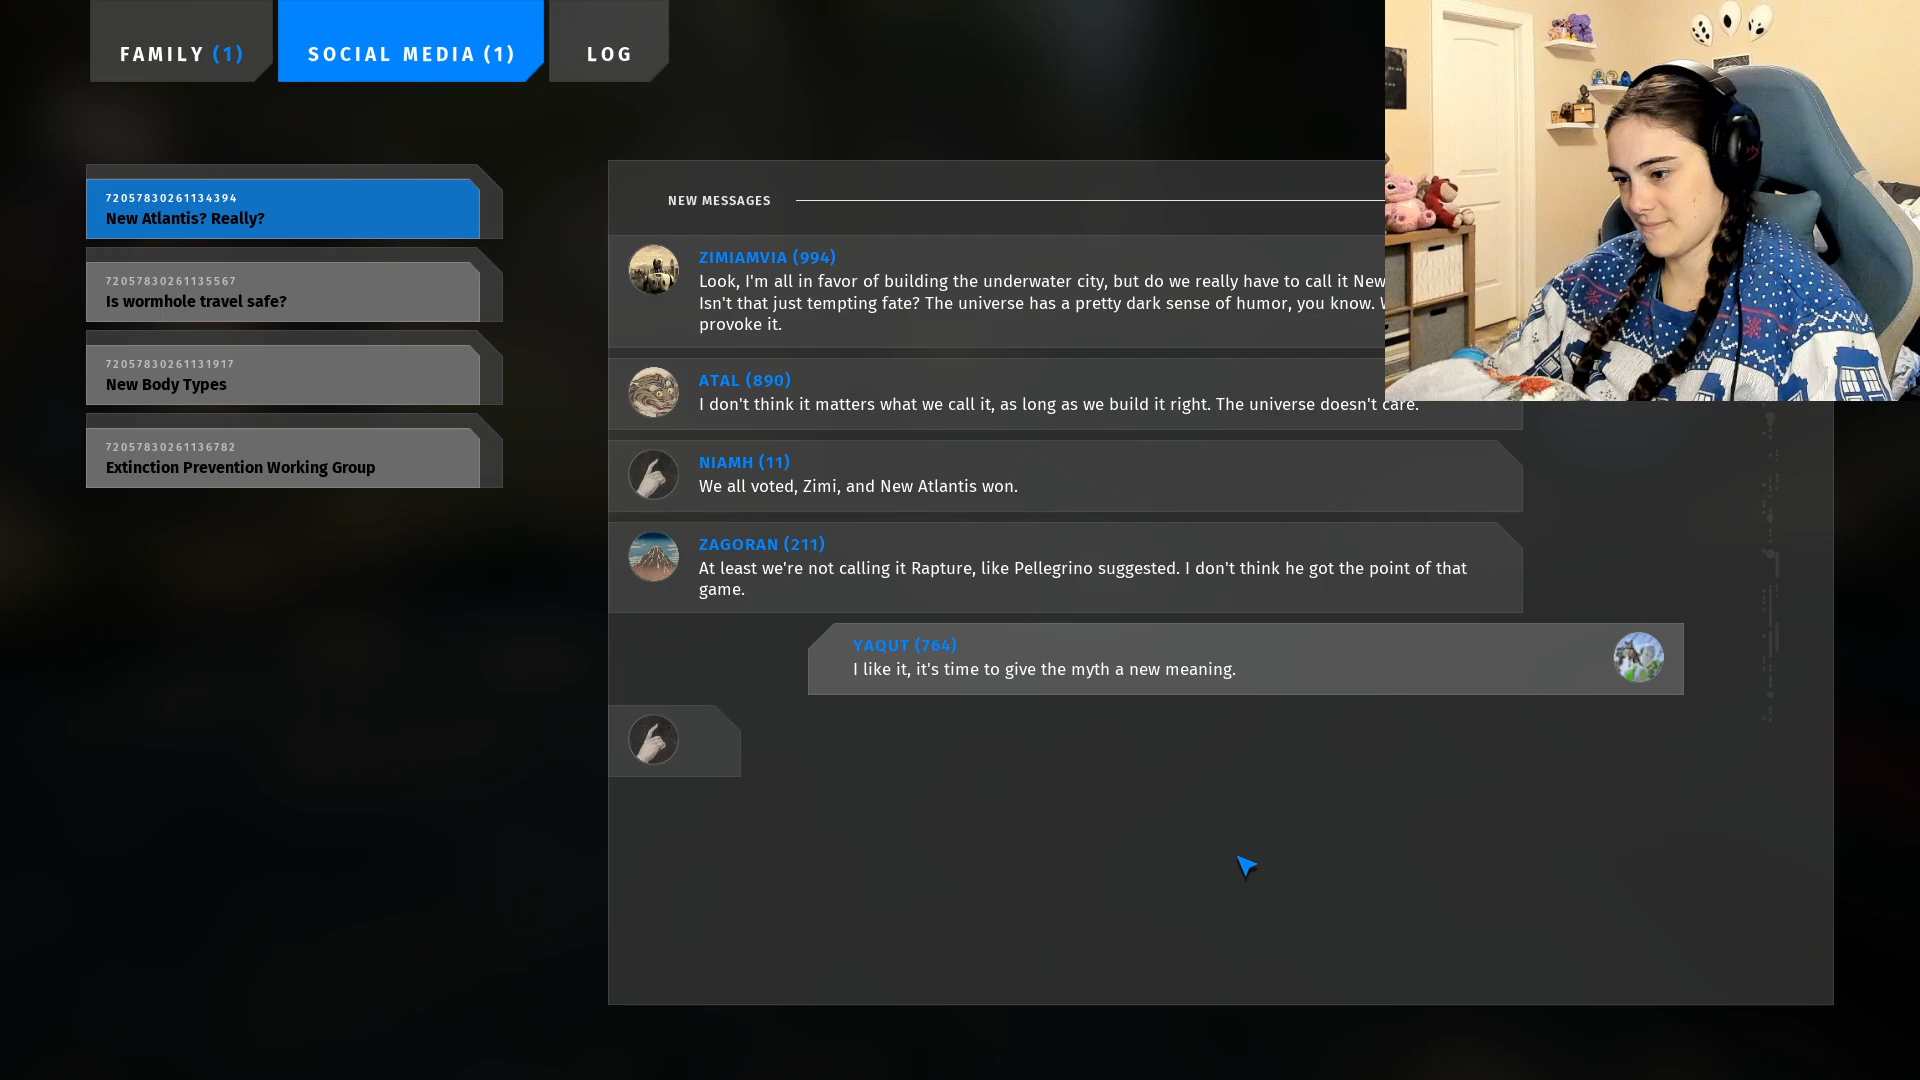 FAMILY (1)
SOCIAL MEDIA (1)
LOG
72057830261134394
New Atlantis? Really?
72057830261135567
Is wormhole travel safe?
72057830261131917
New Body Types
72057830261136782
Extinction Prevention Working Group
NEW MESSAGES
ZIMIAMVIA (994)
Look, I'm all in favor of building the underwater city, but do we really have to call it New
Isn't that just tempting fate? The universe has a pretty dark sense of humor, you know.
provoke it.
ATAL (890)
I don't think it matters what we call it, as long as we build it right. The universe doesn't care.
NIAMH (11)
We all voted, Zimi, and New Atlantis won.
ZAGORAN (211)
At least we're not calling it Rapture, like Pellegrino suggested. I don't think he got the point of that
game.
YAQUT (764)
I like it, it's time to give the myth a new meaning.